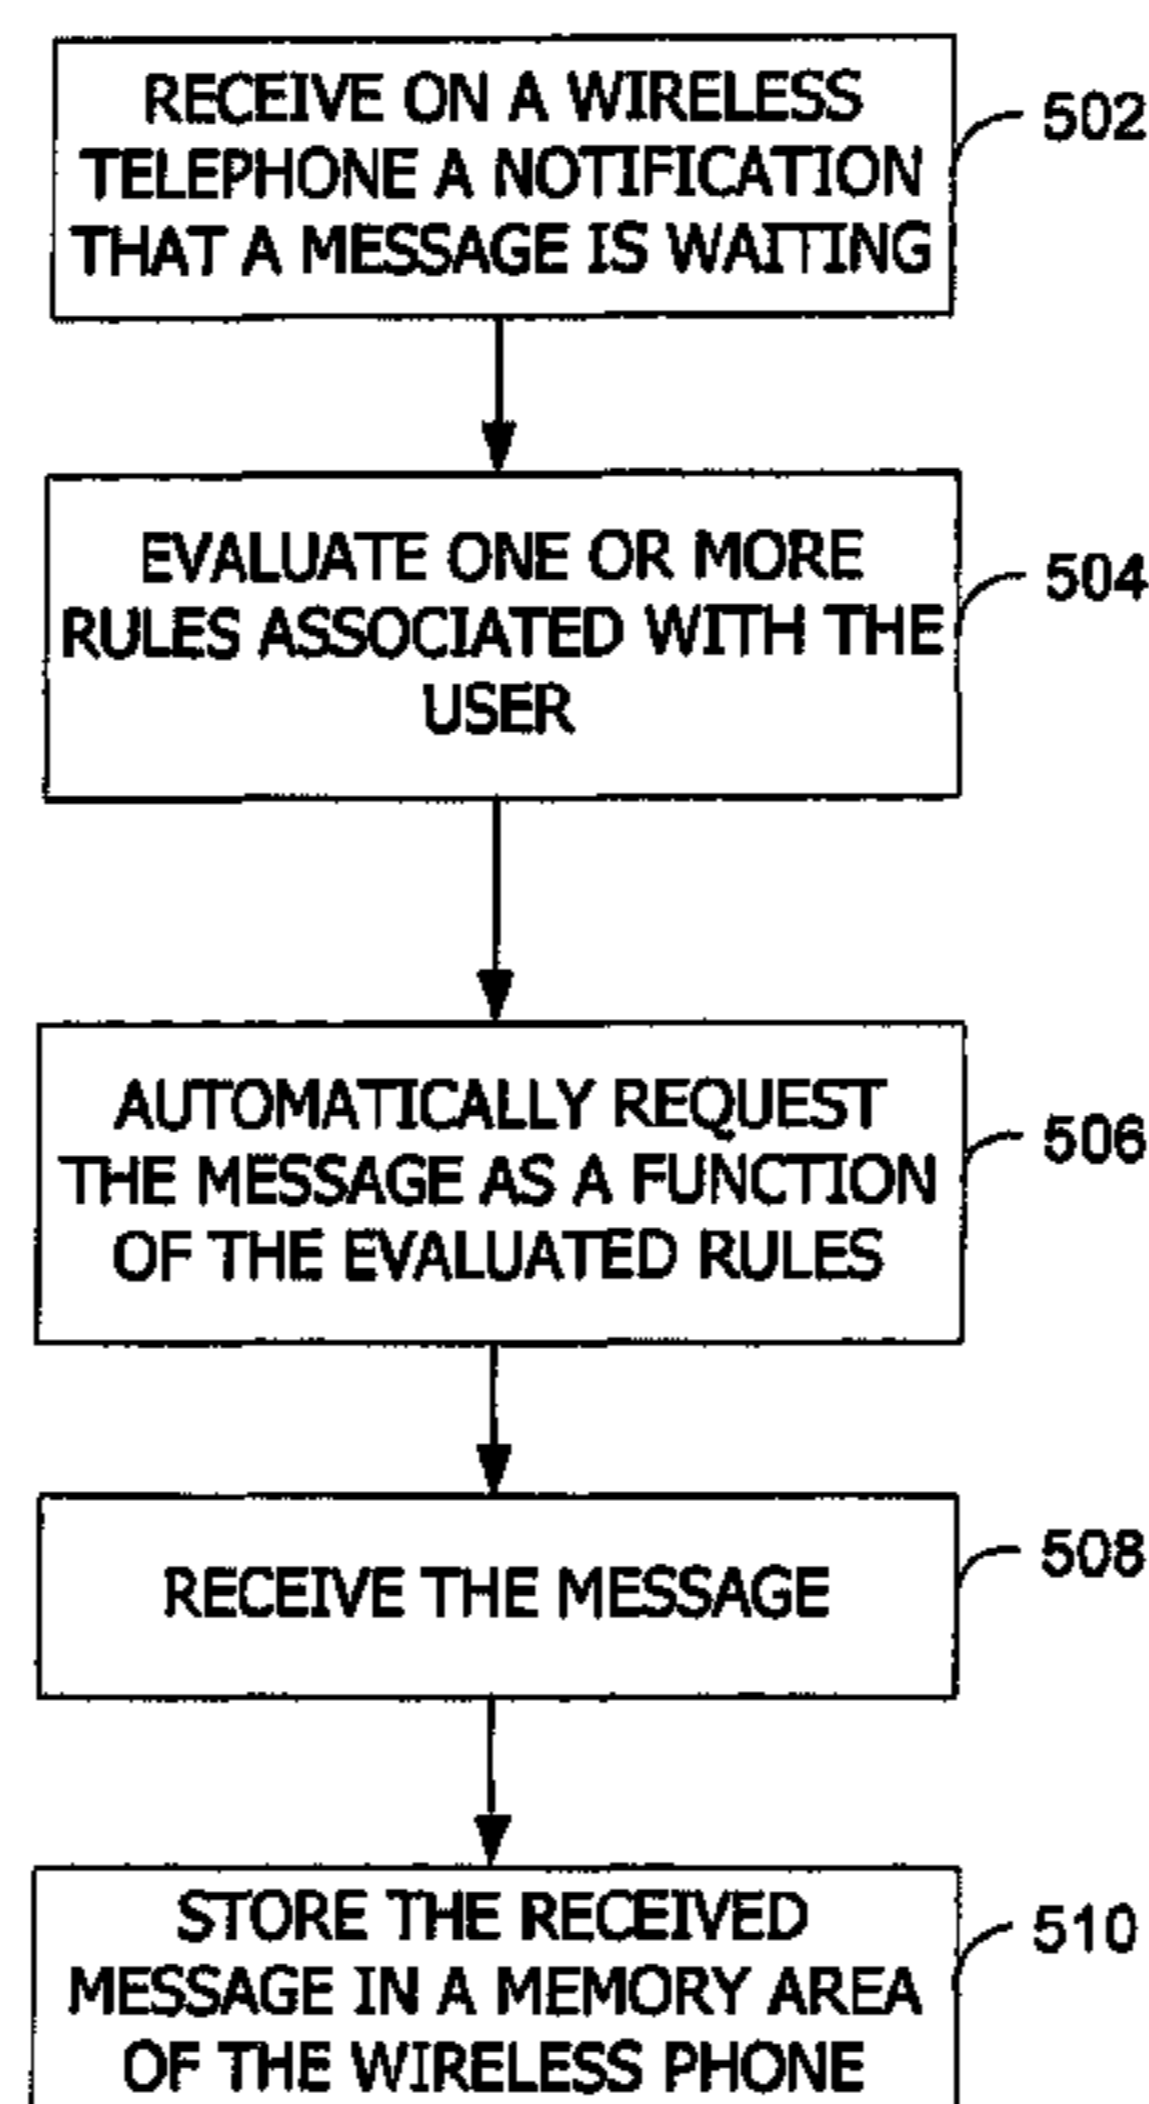 RECEIVE ON A WIRELESS
TELEPHONE A NOTIFICATION
THAT A MESSAGE IS WAITING
502
EVALUATE ONE OR MORE
RULES ASSOCIATED WITH THE
USER
504
AUTOMATICALLY REQUEST
THE MESSAGE AS A FUNCTION
OF THE EVALUATED RULES
506
RECEIVE THE MESSAGE
508
STORE THE RECEIVED
MESSAGE IN A MEMORY AREA
OF THE WIRELESS PHONE
510